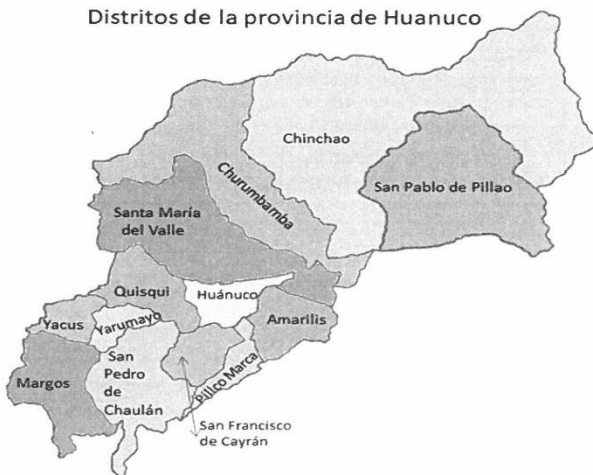 Distritos de la provincia de Huanuco
Chinchao
San Pablo de Pillao
Churumbamba
Santa María
del Valle
Quisqui
Huánuco
Amarilis
Yacus
Yarumayo
San
Pedro
de
Chaulán
Margos
Pillco Marca
San Francisco
de Cayrán